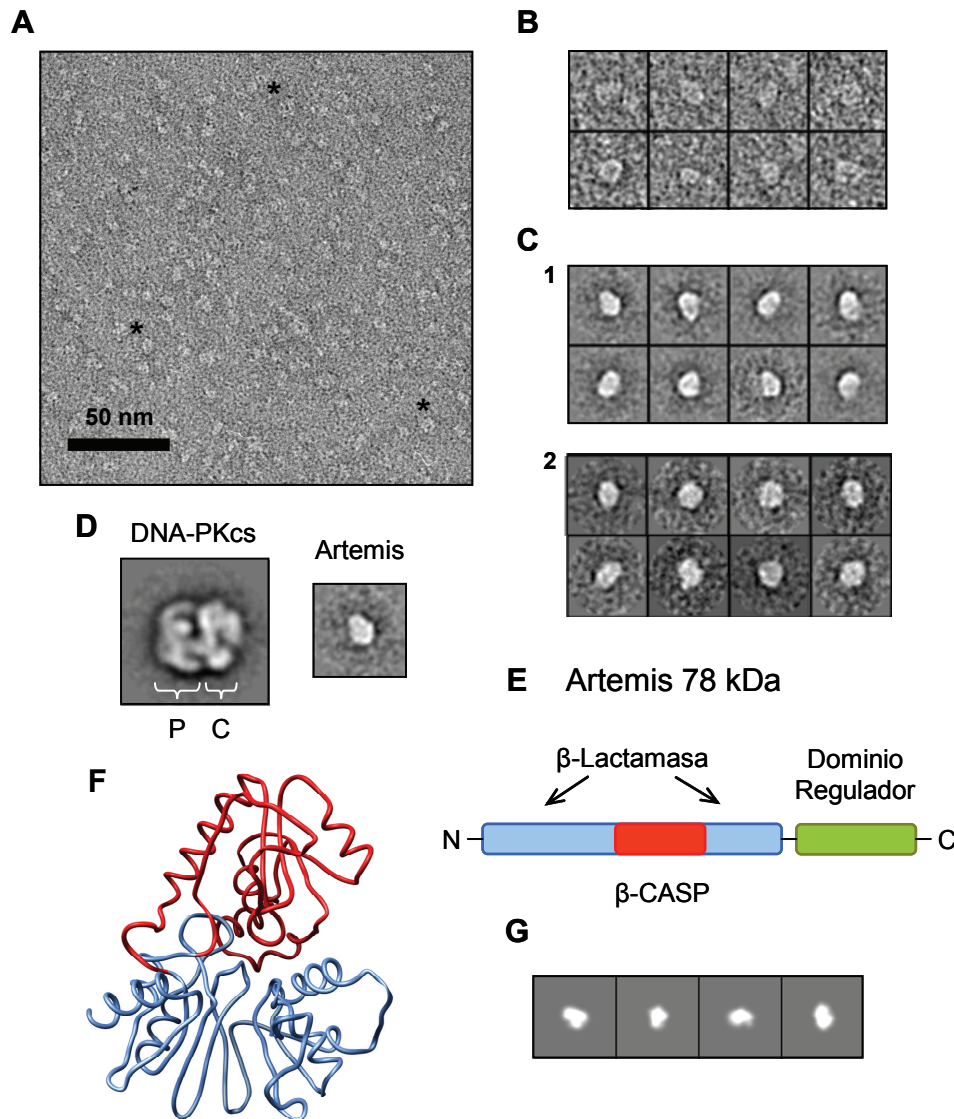 A
*
*
*
50 nm
B
C
1
2
D
DNA-PKcs
P C
Artemis
E Artemis 78 kDa
β-Lactamasa
Dominio
Regulador
N
C
β-CASP
F
G